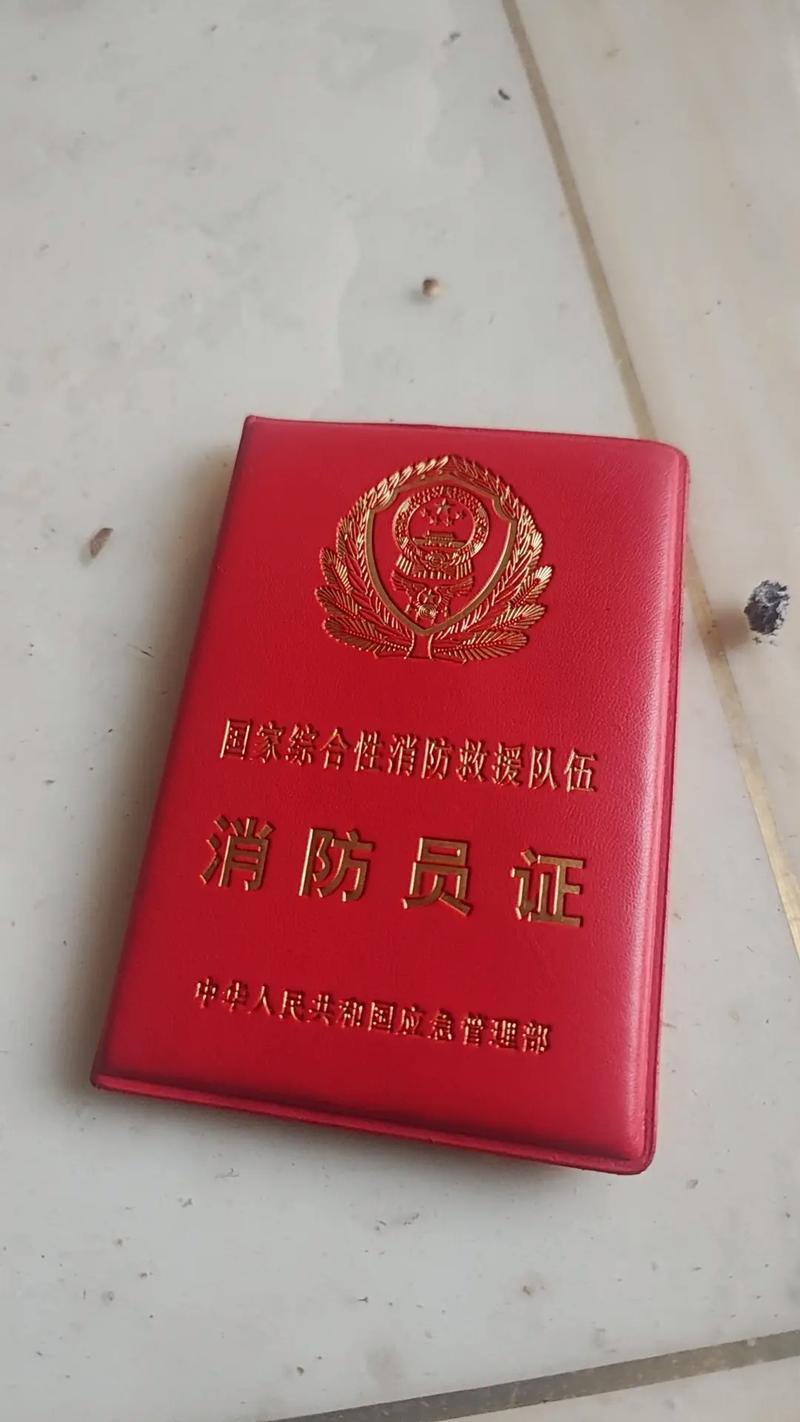 国家综合性消防救援队伍
消防员证
中华人民共和国应急管理部